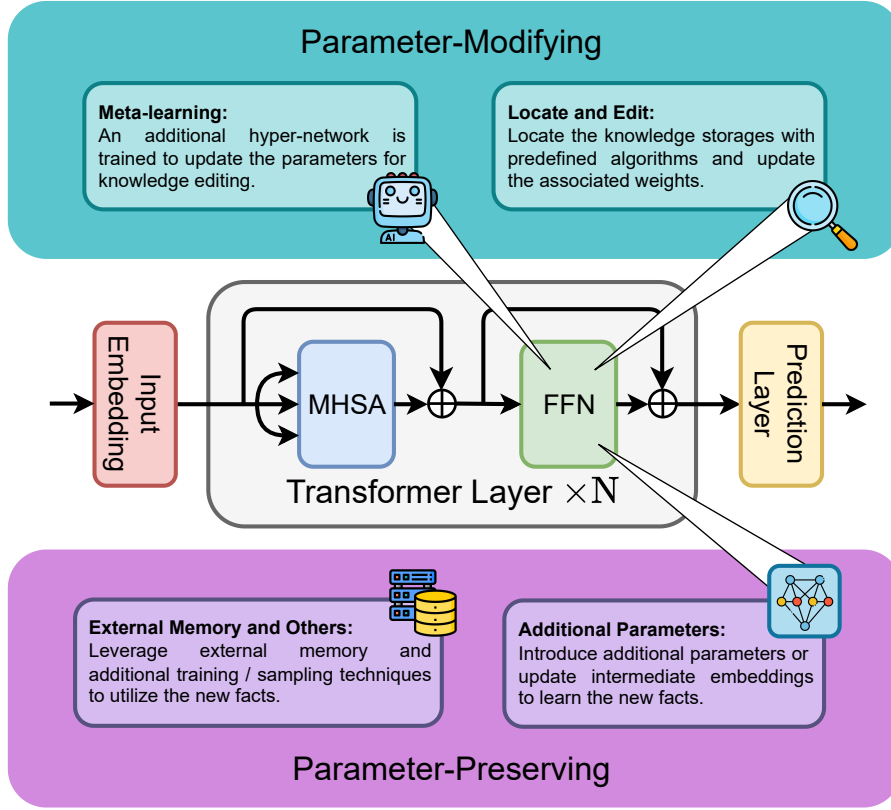 Parameter-Modifying
Meta-learning:
An additional hyper-network is
trained to update the parameters for
knowledge editing.
Locate and Edit:
Locate the knowledge storages with
predefined algorithms and update
the associated weights.
AI
Input
Embedding
MHSA
FFN
Prediction
Layer
Transformer Layer ×N
External Memory and Others:
Leverage external memory and
additional training / sampling techniques
to utilize the new facts.
Additional Parameters:
Introduce additional parameters or
update intermediate embeddings
to learn the new facts.
Parameter-Preserving